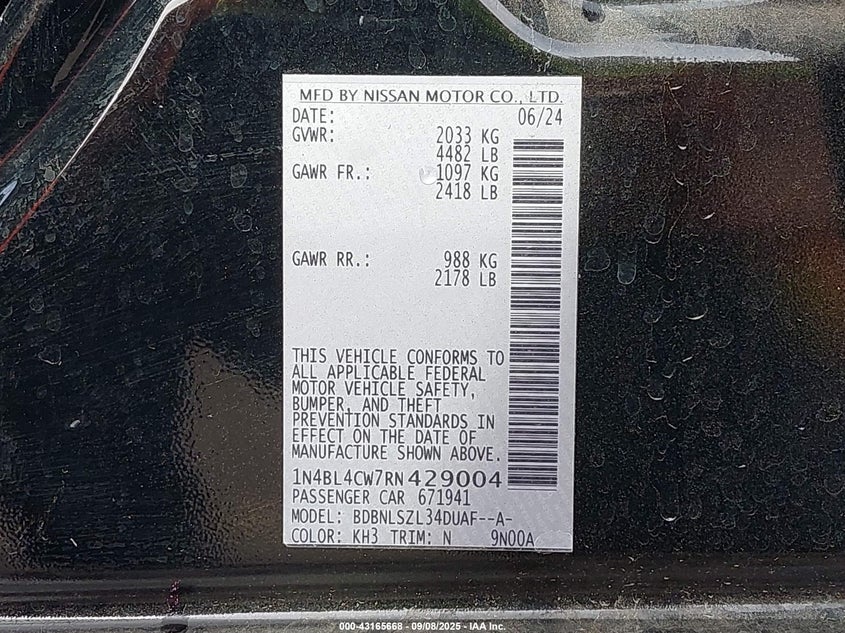 MFD BY NISSAN MOTOR CO., LTD.
DATE: 06/24
GVWR: 2033 KG
4482 LB
GAWR FR.: 1097 KG
2418 LB
GAWR RR.: 988 KG
2178 LB
THIS VEHICLE CONFORMS TO
ALL APPLICABLE FEDERAL
MOTOR VEHICLE SAFETY,
BUMPER, AND THEFT
PREVENTION STANDARDS IN
EFFECT ON THE DATE OF
MANUFACTURE SHOWN ABOVE.
1N4BL4CW7RN429004
PASSENGER CAR 671941
MODEL: BDBNLSZL34DUAF--A-
COLOR: KH3 TRIM: N 9N00A
000-43165668 - 09/08/2025 - IAA Inc.